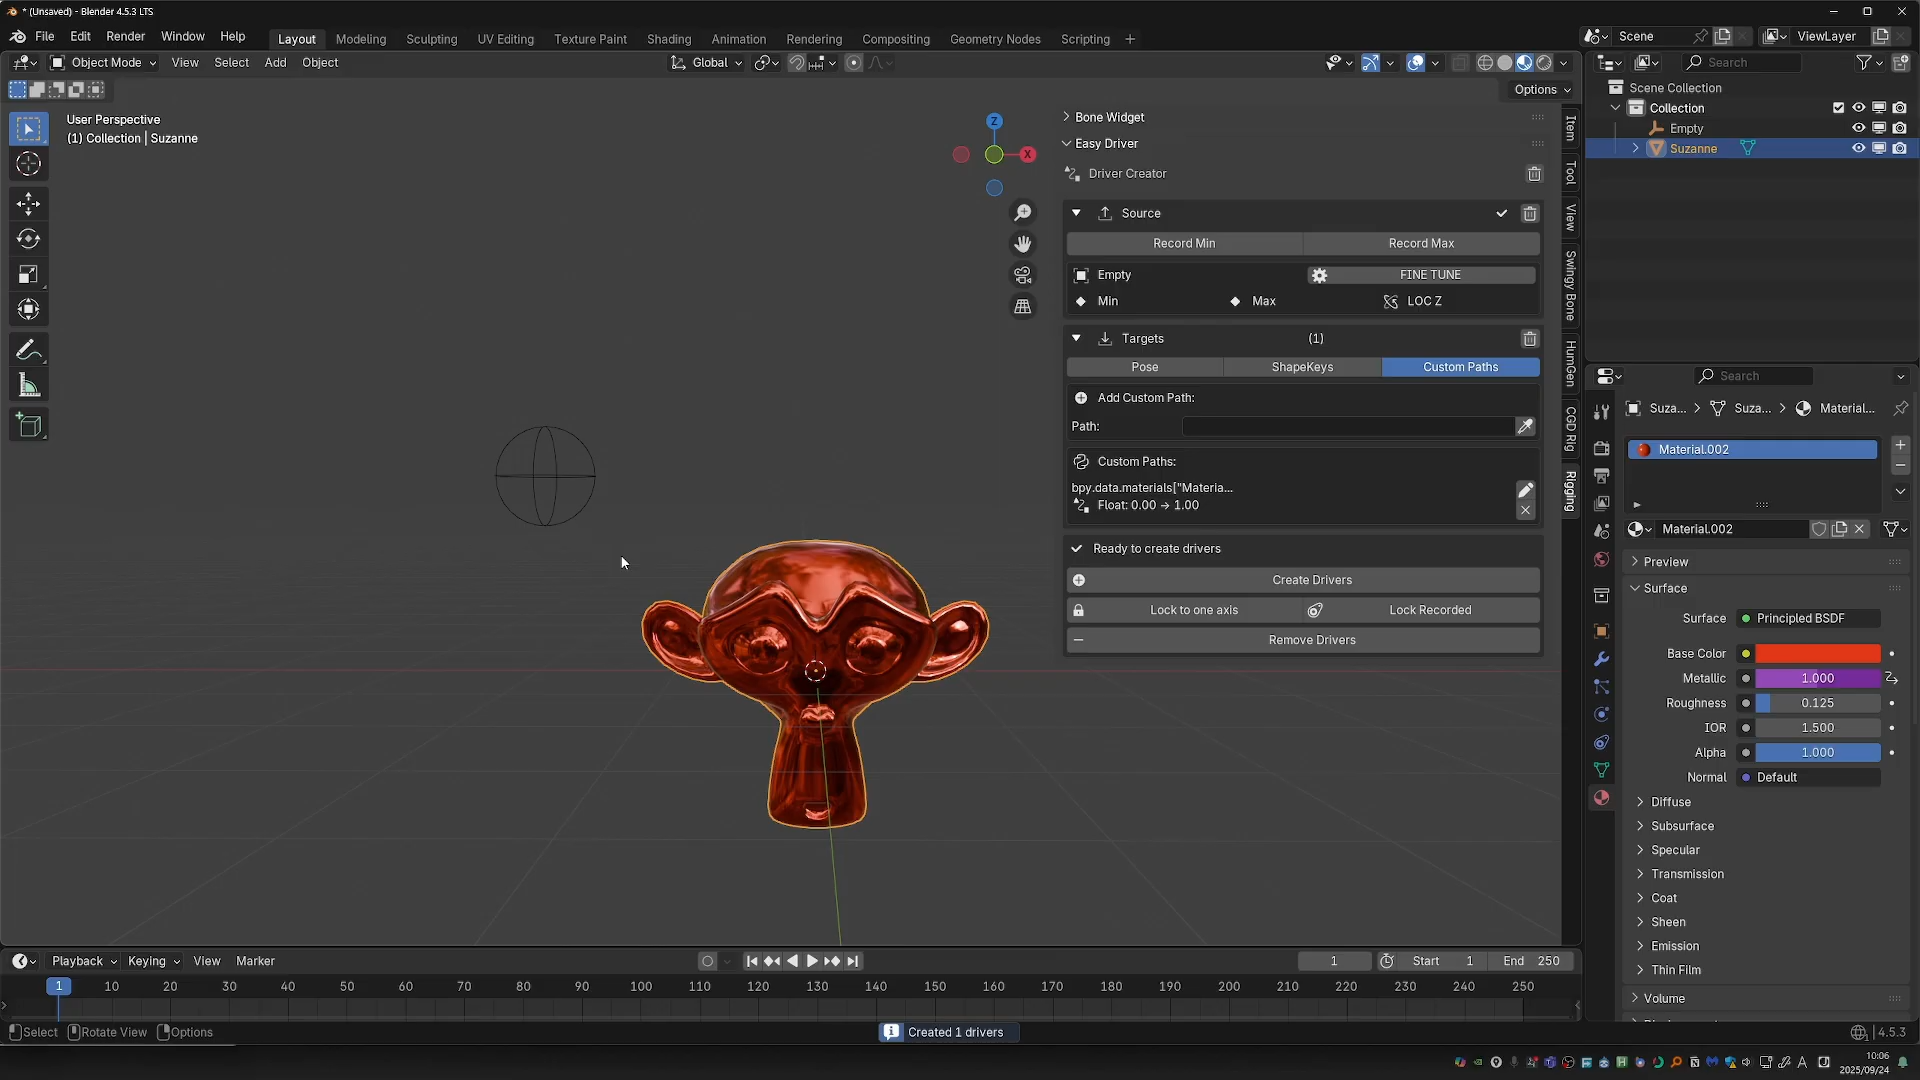 * (Unsaved) - Blender 4.5.3 LTS
File Edit Render Window Help Layout Modeling Sculpting UV Editing Texture Paint Shading Animation Rendering Compositing Geometry Nodes Scripting +
Scene ViewLayer
Object Mode View Select Add Object Global
Search
Options
User Perspective
(1) Collection | Suzanne
Z
X
Bone Widget
Easy Driver
Driver Creator
Source
Record Min Record Max
Empty FINE TUNE
Min Max LOC Z
Targets (1)
Pose ShapeKeys Custom Paths
Add Custom Path:
Path:
Custom Paths:
bpy.data.materials["Materia...
Float: 0.00 → 1.00
Ready to create drivers
Create Drivers
Lock to one axis Lock Recorded
Remove Drivers
Item
Tool
View
Swingy Bone
HumGen
CGD Rig
Rigging
Scene Collection
Collection
Empty
Suzanne
Search
Suza... > Suza... > Material...
Material.002
Material.002
Preview
Surface
Surface Principled BSDF
Base Color
Metallic 1.000
Roughness 0.125
IOR 1.500
Alpha 1.000
Normal Default
Diffuse
Subsurface
Specular
Transmission
Coat
Sheen
Emission
Thin Film
Volume
Playback Keying View Marker 1 Start 1 End 250
1 10 20 30 40 50 60 70 80 90 100 110 120 130 140 150 160 170 180 190 200 210 220 230 240 250
Select Rotate View Options Created 1 drivers 4.5.3
A
10:06
2025/09/24